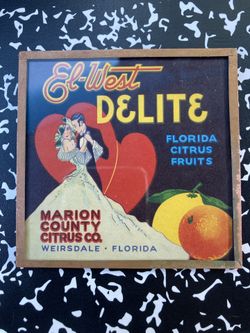 El-West
DELITE
FLORIDA
CITRUS
FRUITS
MARION
COUNTY
CITRUS CO.
WEIRSDALE • FLORIDA